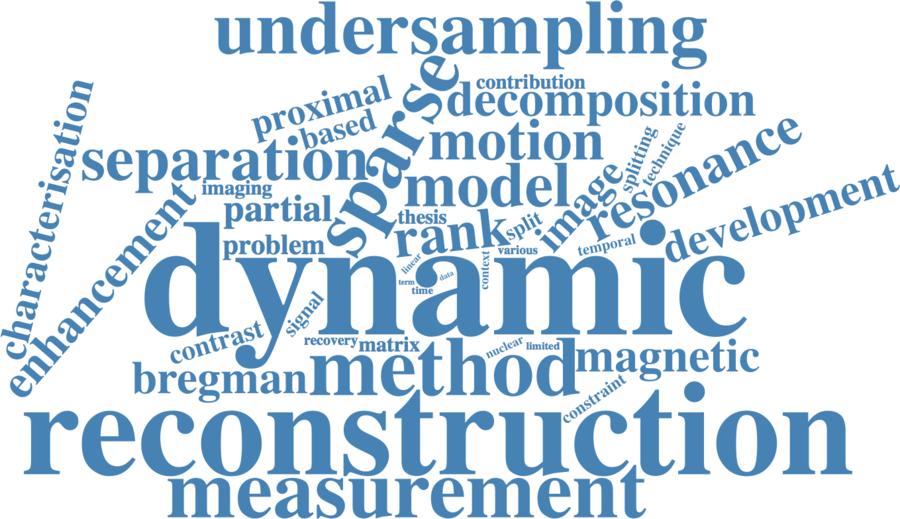 undersampling
contribution
decomposition
proximal
based
sparse
characterisation
separation
motion
splitting
technique
resonance
imaging
model
image
enhancement
partial
thesis
rank
split
development
problem
various
temporal
linear
context
data
term
time
dynamic
signal
contrast
recovery
matrix
nuclear
limited
bregman
method
magnetic
constraint
reconstruction
measurement